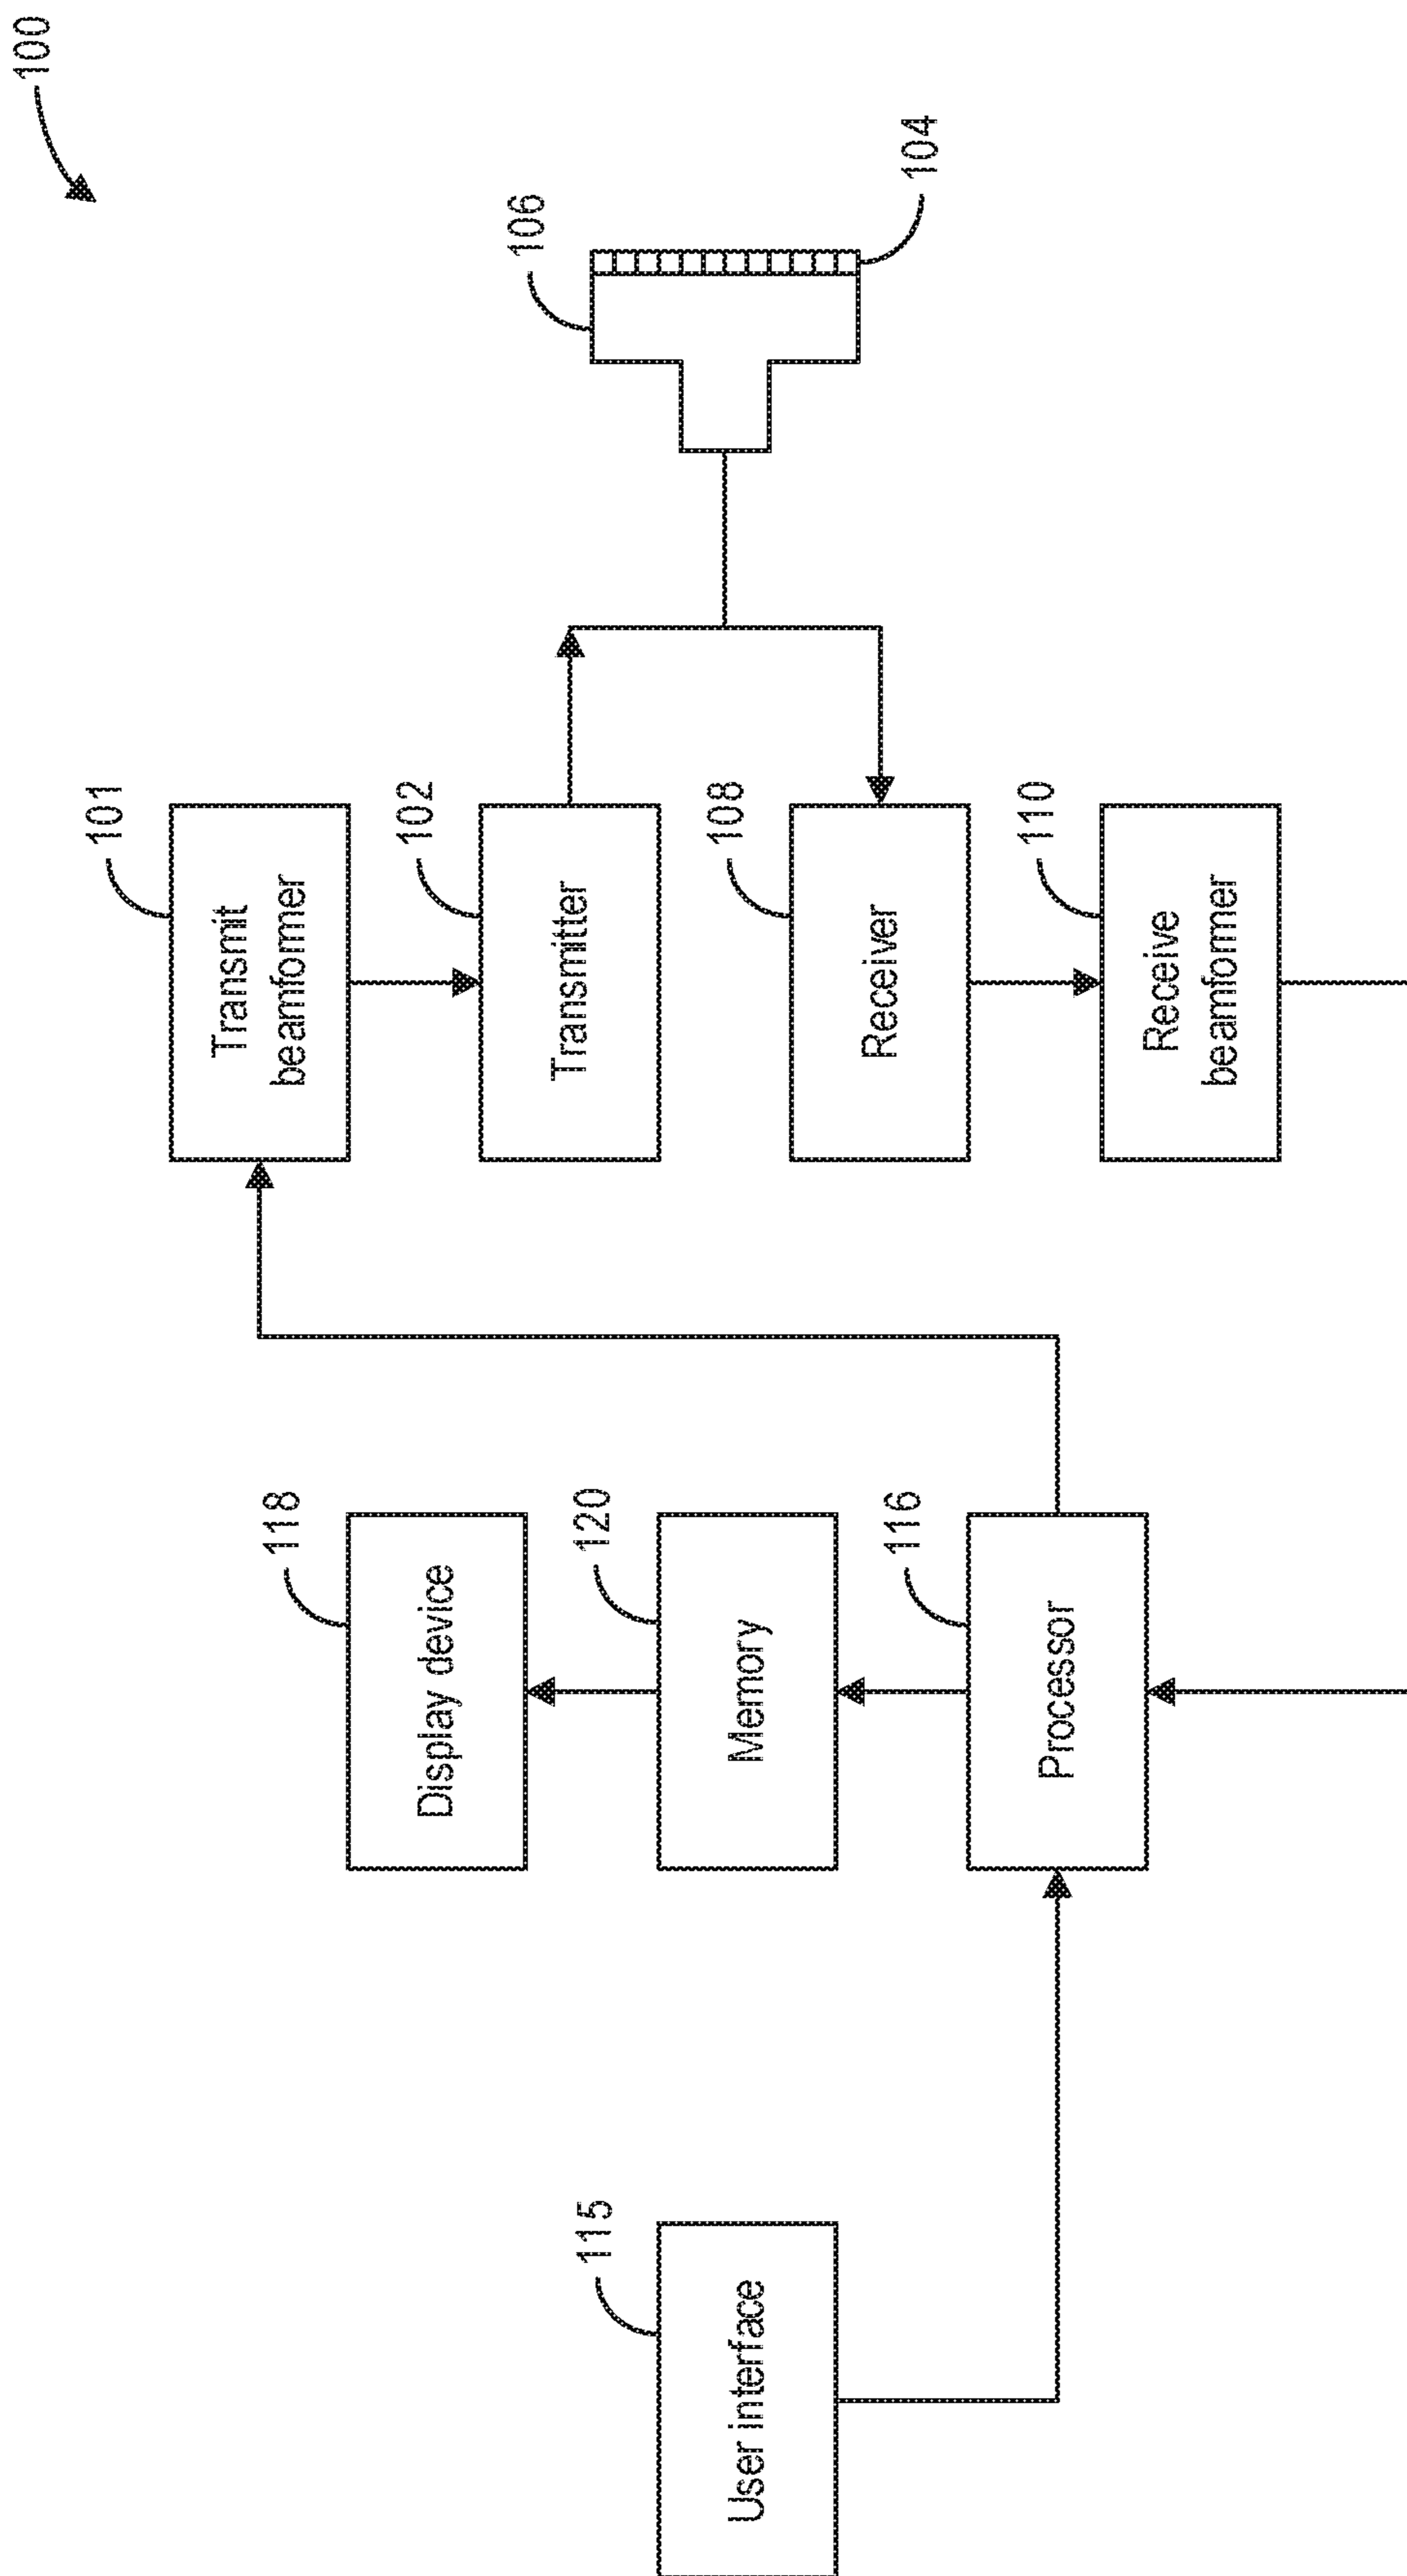 100
101
Transmit
beamfomer
118
Display device
102
Transmitter
106
115
User interface
120
Memory
108
Receiver
104
116
Processor
110
Receive
beamfomer